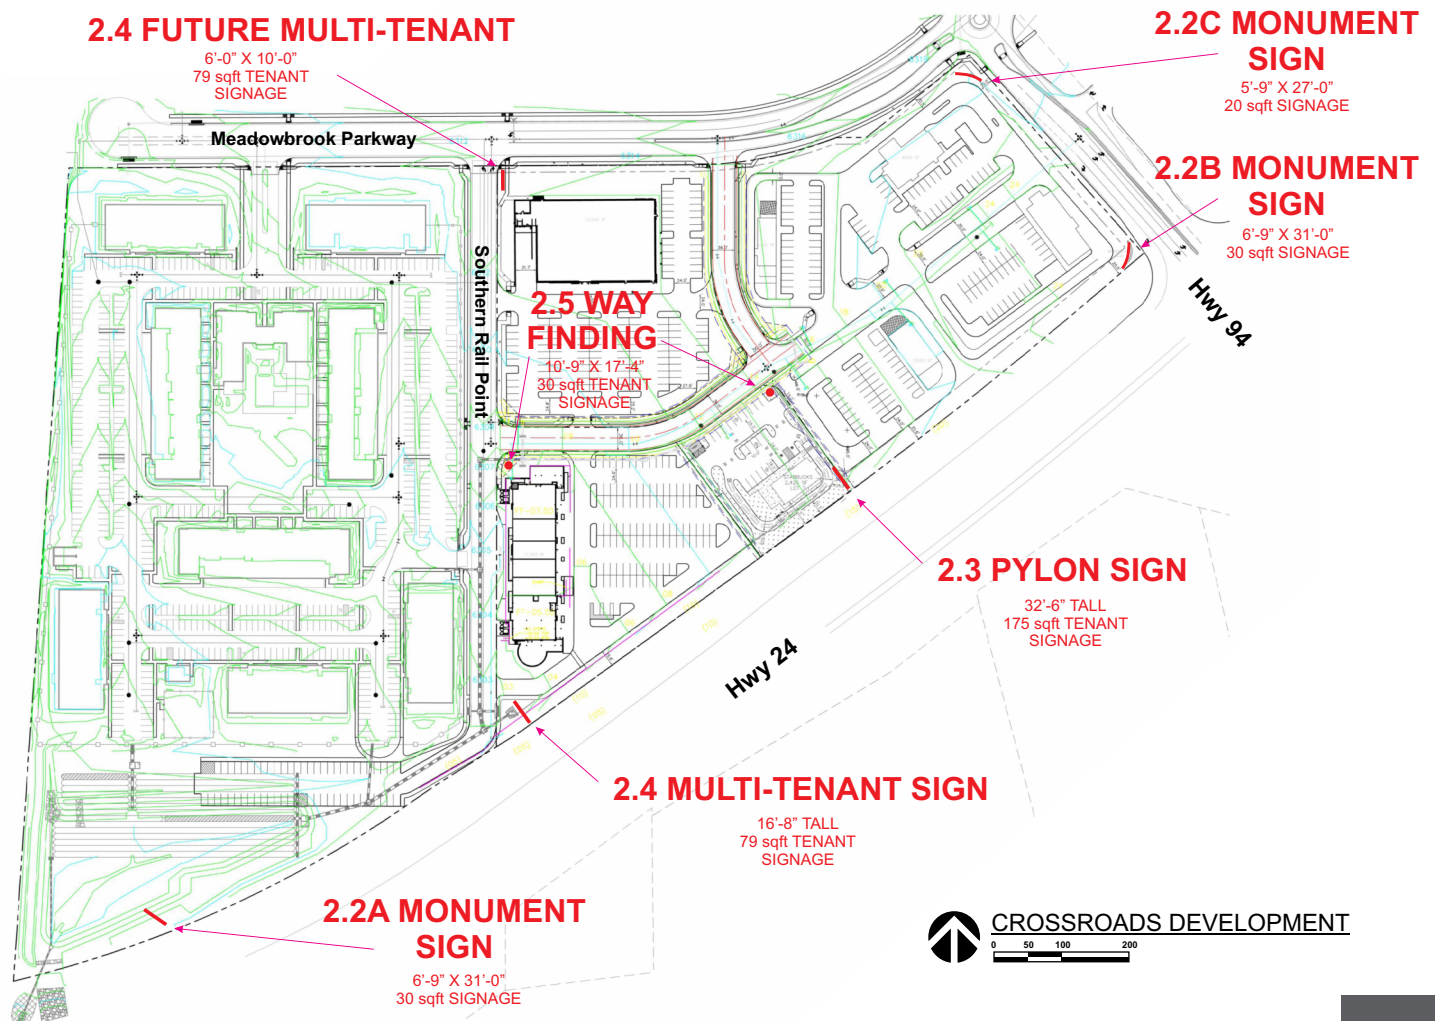 2.4 FUTURE MULTI-TENANT
6'-0" X 10'-0"
79 sqft TENANT
SIGNAGE
2.2C MONUMENT
SIGN
5'-9" X 27'-0"
20 sqft SIGNAGE
Meadowbrook Parkway
2.2B MONUMENT
SIGN
6'-9" X 31'-0"
30 sqft SIGNAGE
Southern Rail Point
2.5 WAY
FINDING
10'-9" X 17'-4"
30 sqft TENANT
SIGNAGE
Hwy 94
2.3 PYLON SIGN
32'-6" TALL
175 sqft TENANT
SIGNAGE
Hwy 24
2.4 MULTI-TENANT SIGN
16'-8" TALL
79 sqft TENANT
SIGNAGE
2.2A MONUMENT
SIGN
6'-9" X 31'-0"
30 sqft SIGNAGE
CROSSROADS DEVELOPMENT
0 50 100 200